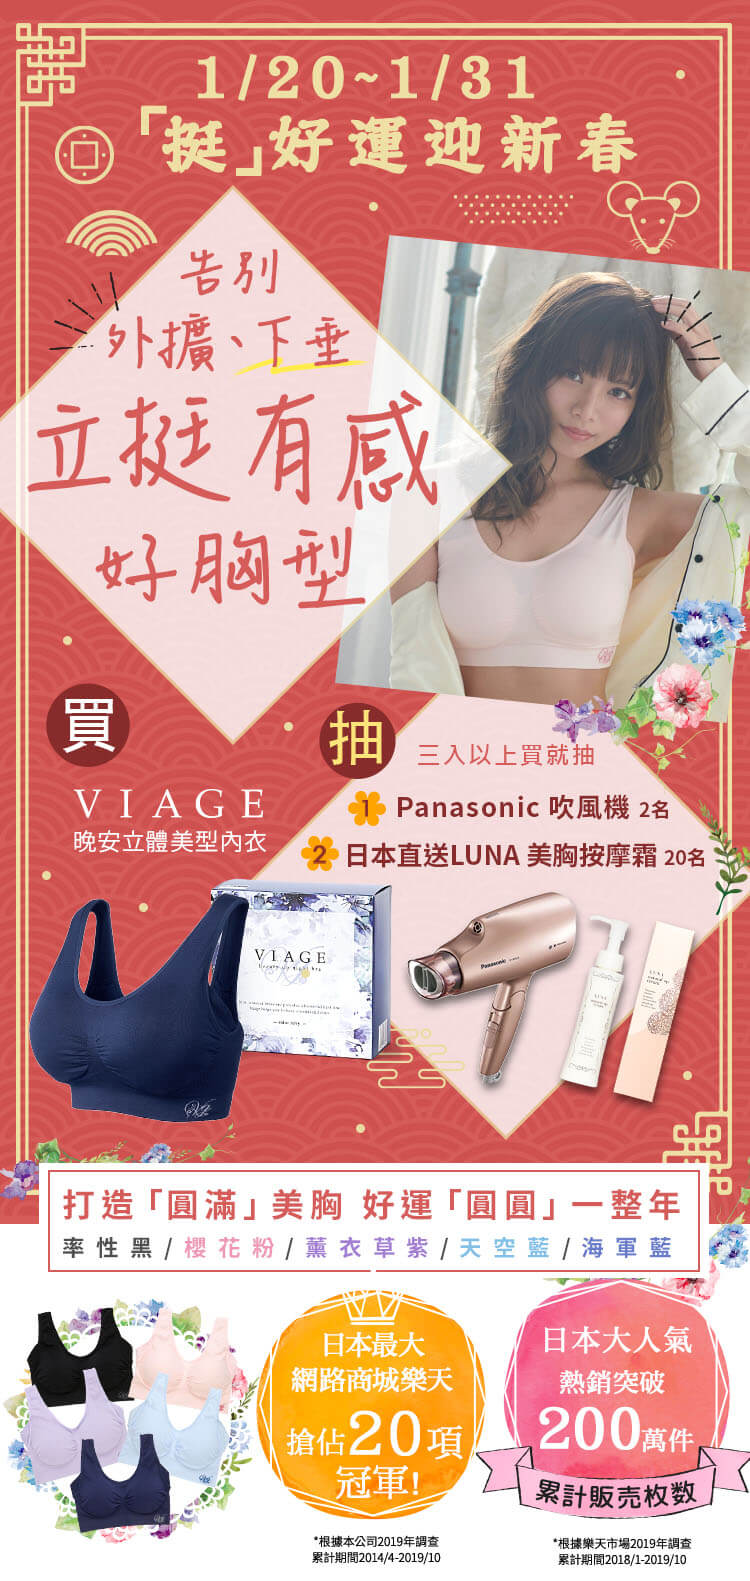 1/20~1/31
「挺」好運迎新春
告別
外擴、下垂
立挺有感
好胸型
買
VIAGE
晚安立體美型內衣
抽
三入以上買就抽
1 Panasonic 吹風機 2名
2 日本直送LUNA 美胸按摩霜 20名
VIAGE
Panasonic
LUNA
LUNA
打造「圓滿」美胸 好運「圓圓」一整年
率性黑/櫻花粉/薰衣草紫/天空藍/海軍藍
日本最大
網路商城樂天
搶佔20項
冠軍!
*根據本公司2019年調查
累計期間2014/4-2019/10
日本大人氣
熱銷突破
200萬件
累計販売枚数
*根據樂天市場2019年調查
累計期間2018/1-2019/10